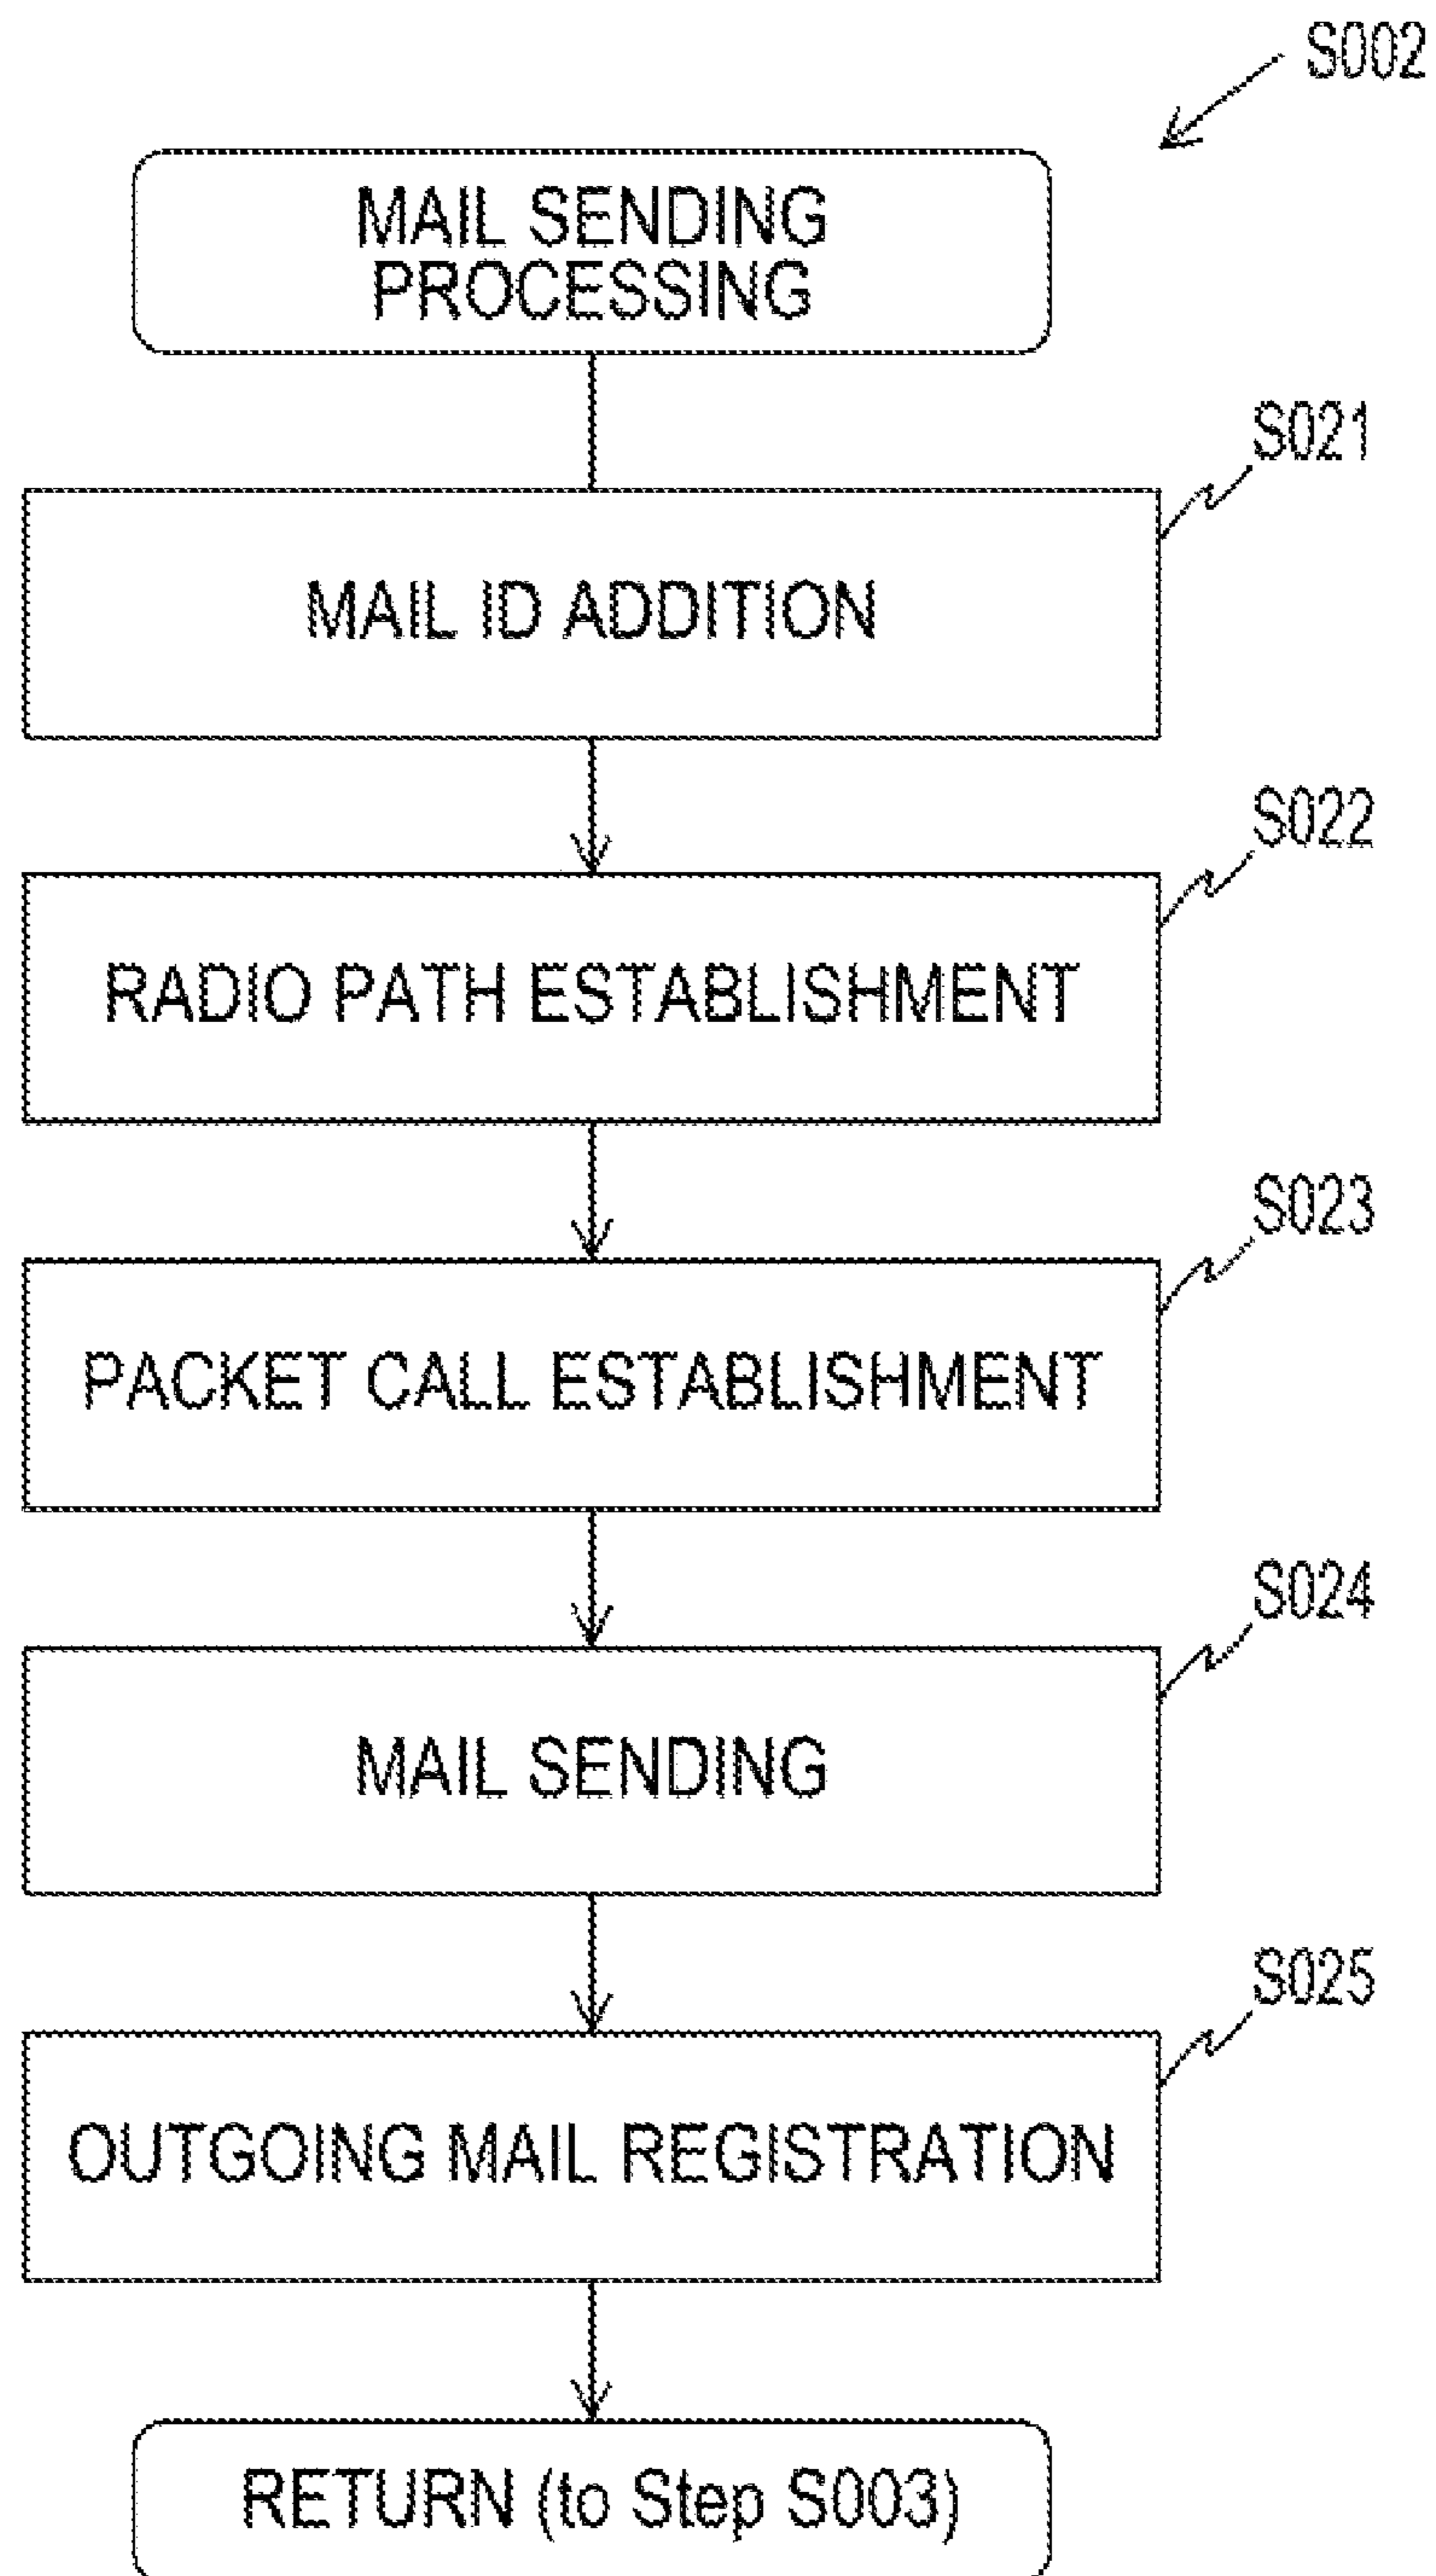 S002
MAIL SENDING
PROCESSING
S021
MAIL ID ADDITION
S022
RADIO PATH ESTABLISHMENT
S023
PACKET CALL ESTABLISHMENT
S024
MAIL SENDING
S025
OUTGOING MAIL REGISTRATION
RETURN (to Step S003)